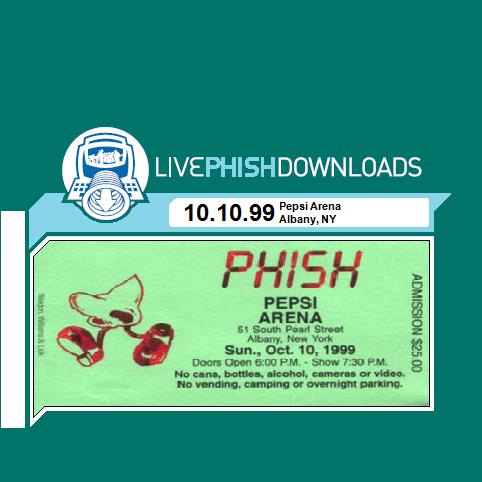 LIVEPHISHDOWNLOADS
10.10.99
Pepsi Arena
Albany, NY
PHISH
PEPSI
ARENA
51 South Pearl Street
Albany, New York
Sun., Oct. 10, 1999
Doors Open 6:00 P.M. - Show 7:30 P.M.
No cans, bottles, alcohol, cameras or video.
No vending, camping or overnight parking.
ADMISSION $25.00